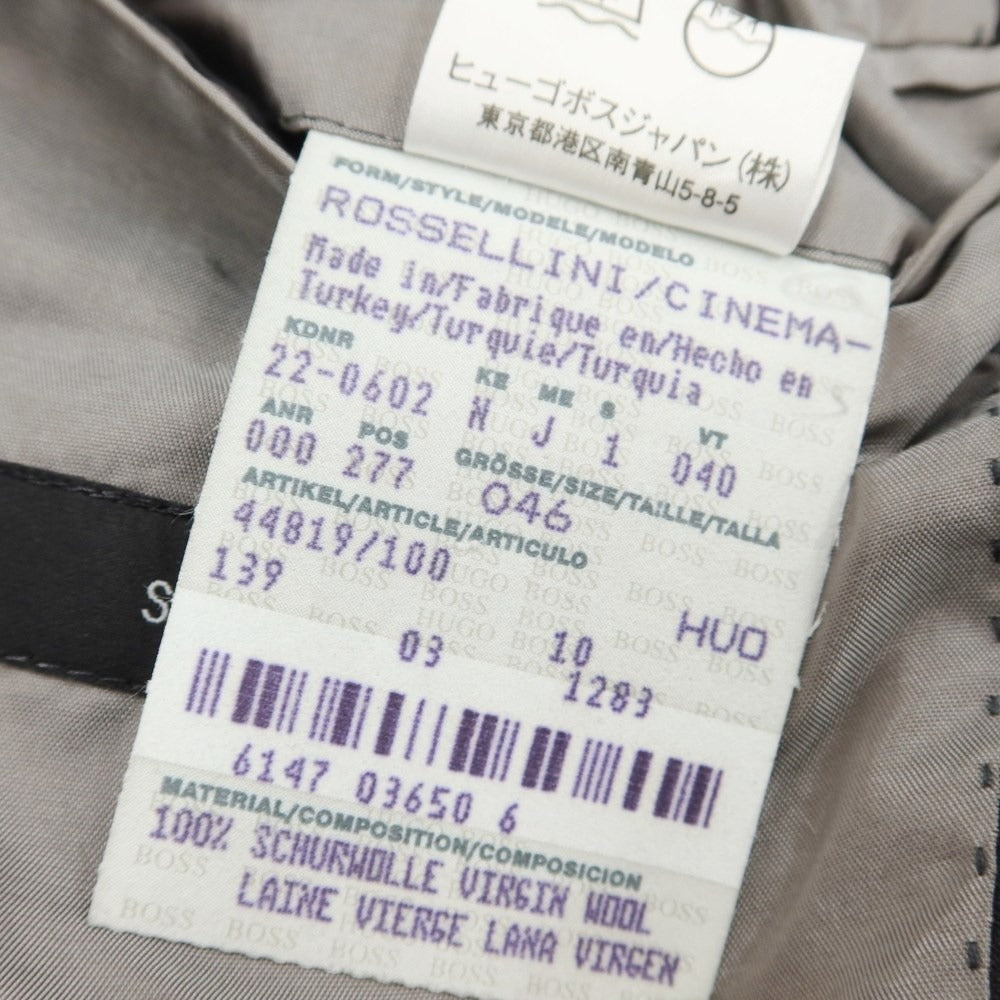 ドライ
ヒューゴボスジャパン(株)
東京都港区南青山5-8-5
FORM/STYLE/MODELE/MODELO
ROSSELLINI/CINEMA-
Made in/Fabrique en/Hecho en
Turkey/Turquie/Turquia
KDNR KE ME S VT
22-0602 N J 1 040
ANR POS GRÖSSE/SIZE/TAILLE/TALLA
000 277 046
ARTIKEL/ARTICLE/ARTICULO
44819/100
139 HUO
03 10
1283
6147 03650 6
MATERIAL/COMPOSITION/COMPOSICION
100% SCHURWOLLE VIRGIN WOOL
LAINE VIERGE LANA VIRGEN
S